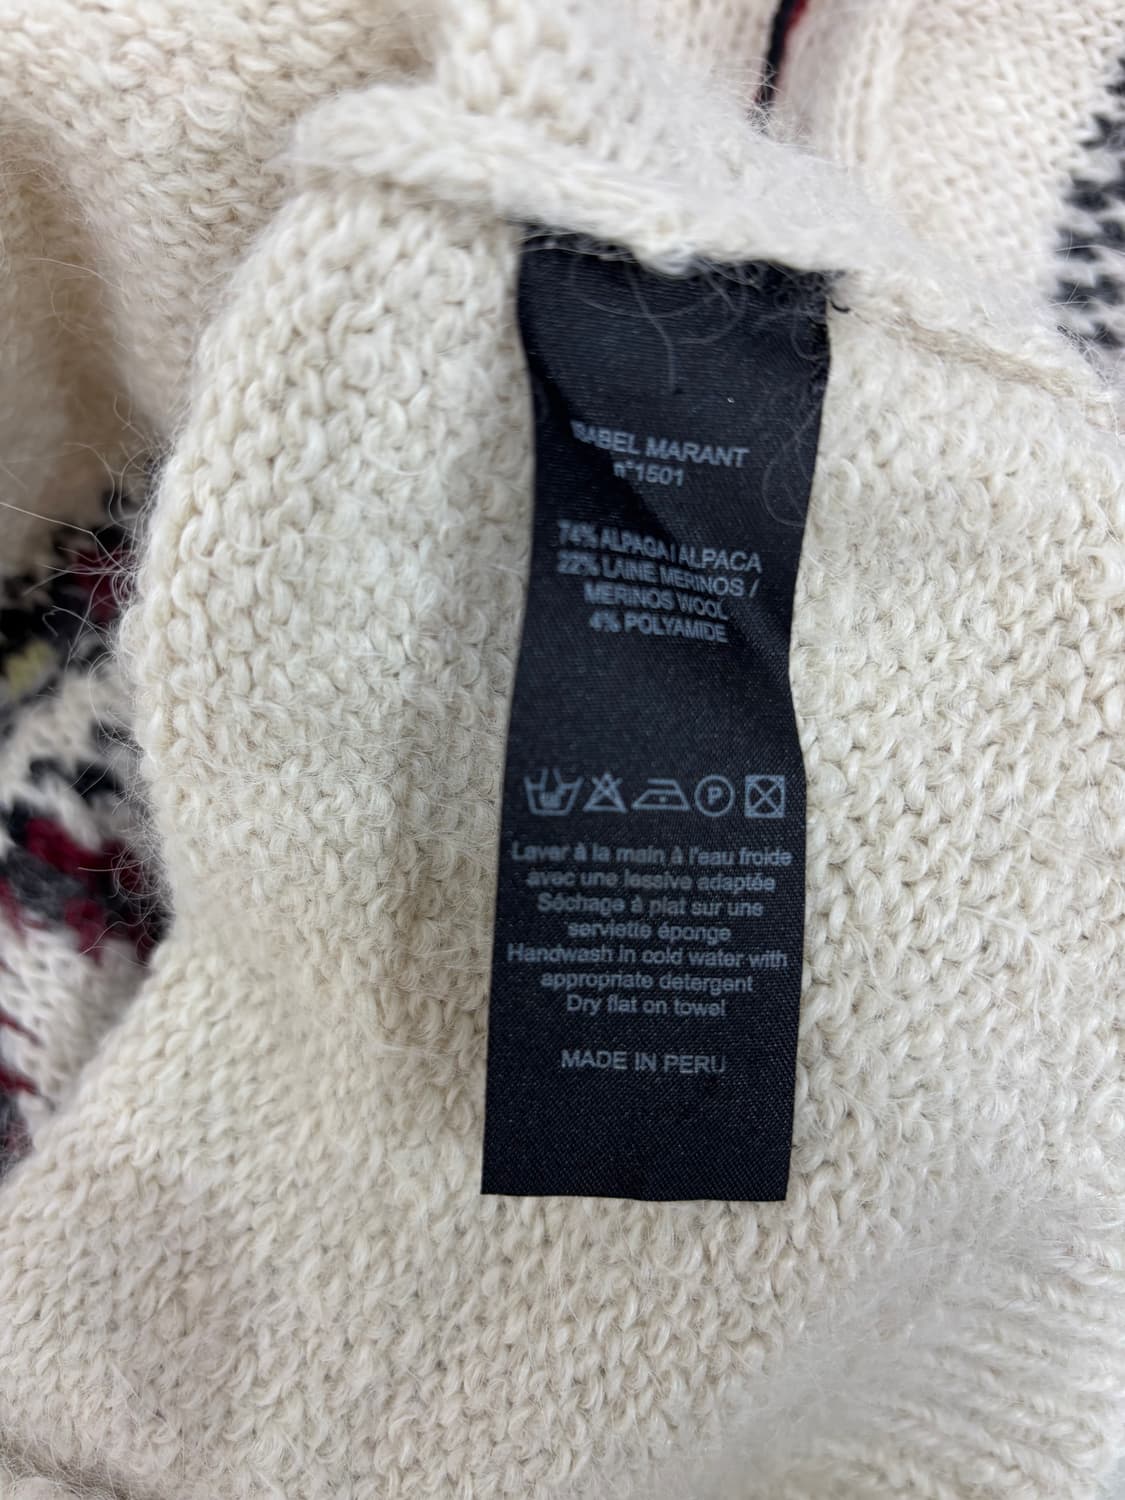 ISABEL MARANT
n°1501
74% ALPAGA / ALPACA
22% LAINE MERINOS /
MERINOS WOOL
4% POLYAMIDE
P
Laver à la main à l'eau froide
avec une lessive adaptée
Séchage à plat sur une
serviette éponge
Handwash in cold water with
appropriate detergent
Dry flat on towel
MADE IN PERU